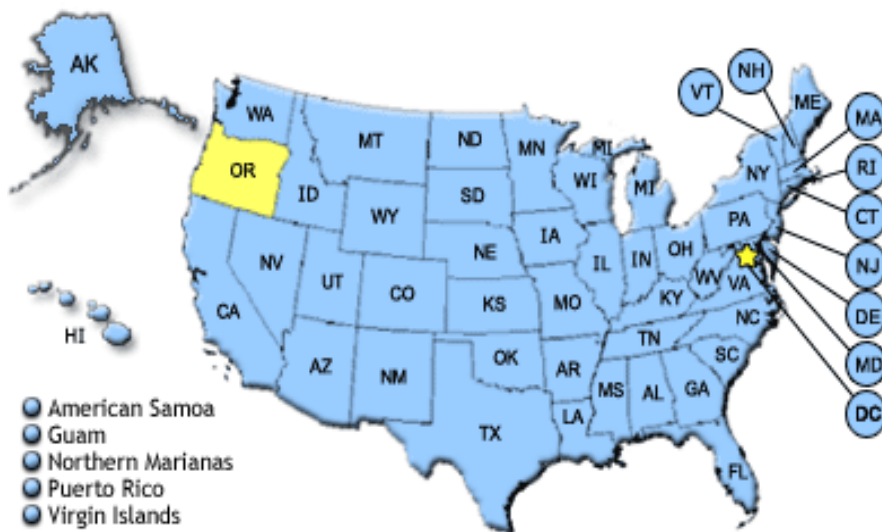 AK
WA
OR
CA
NV
ID
MT
WY
UT
CO
AZ
NM
ND
SD
NE
KS
OK
TX
MN
IA
MO
AR
LA
WI
IL
MI
MI
IN
OH
KY
TN
MS
AL
GA
FL
SC
NC
VA
WV
PA
NY
ME
VT
NH
MA
RI
CT
NJ
DE
MD
DC
HI
American Samoa
Guam
Northern Marianas
Puerto Rico
Virgin Islands